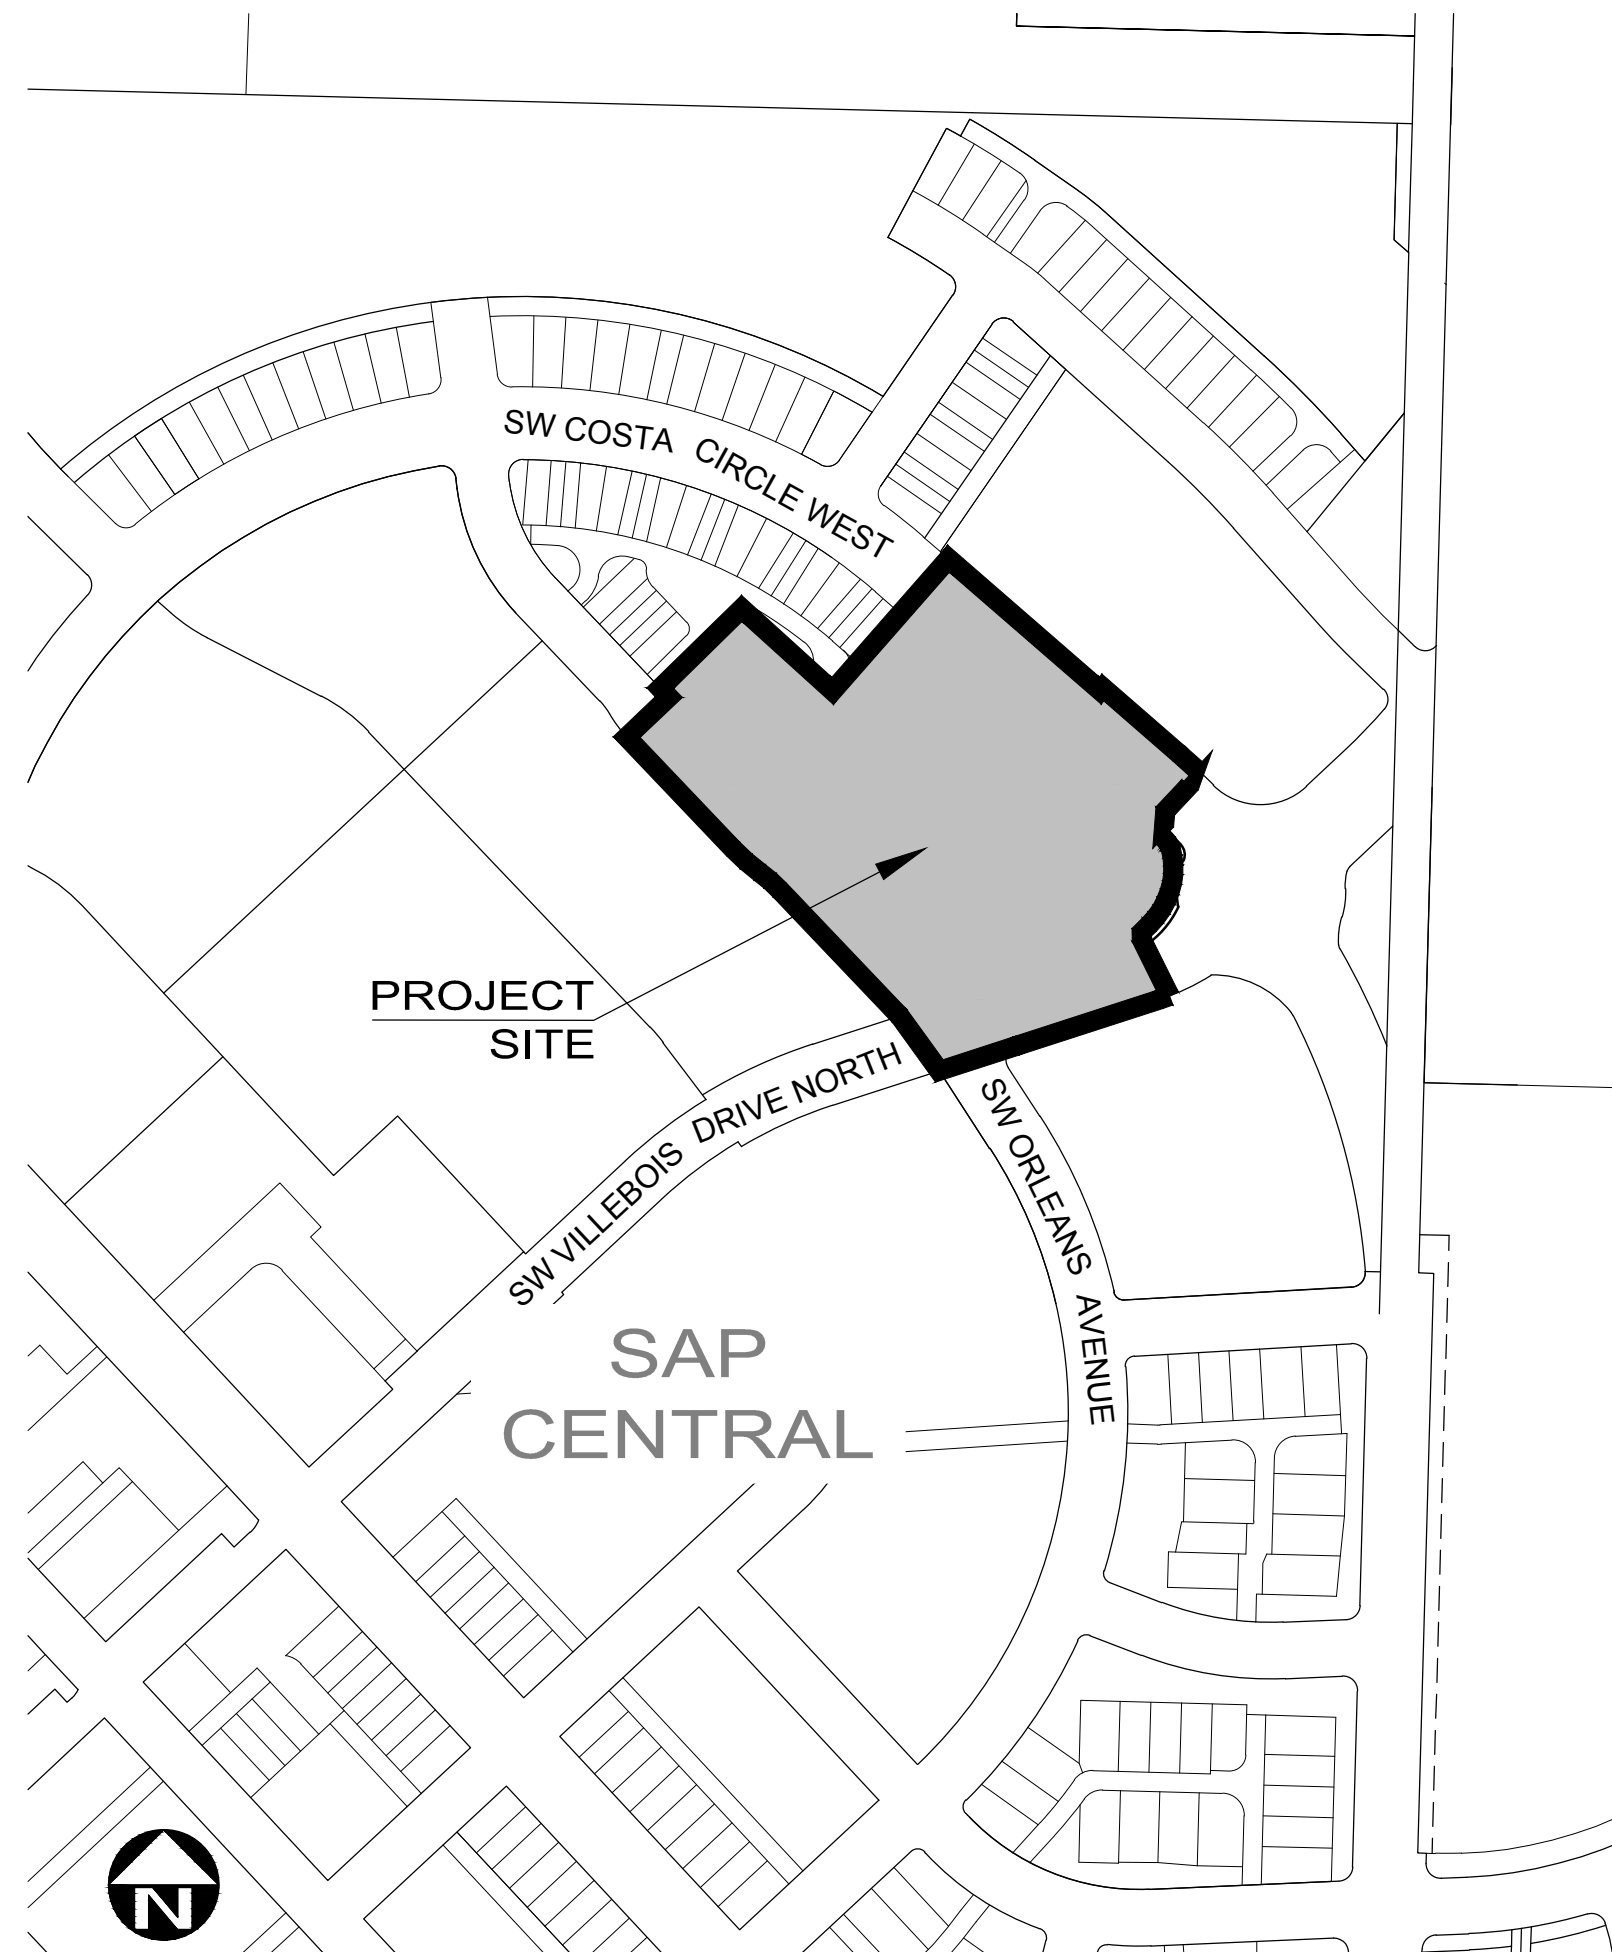 SW COSTA CIRCLE WEST
PROJECT
SITE
SW VILLEBOIS DRIVE NORTH
SW ORLEANS AVENUE
SAP
CENTRAL
N